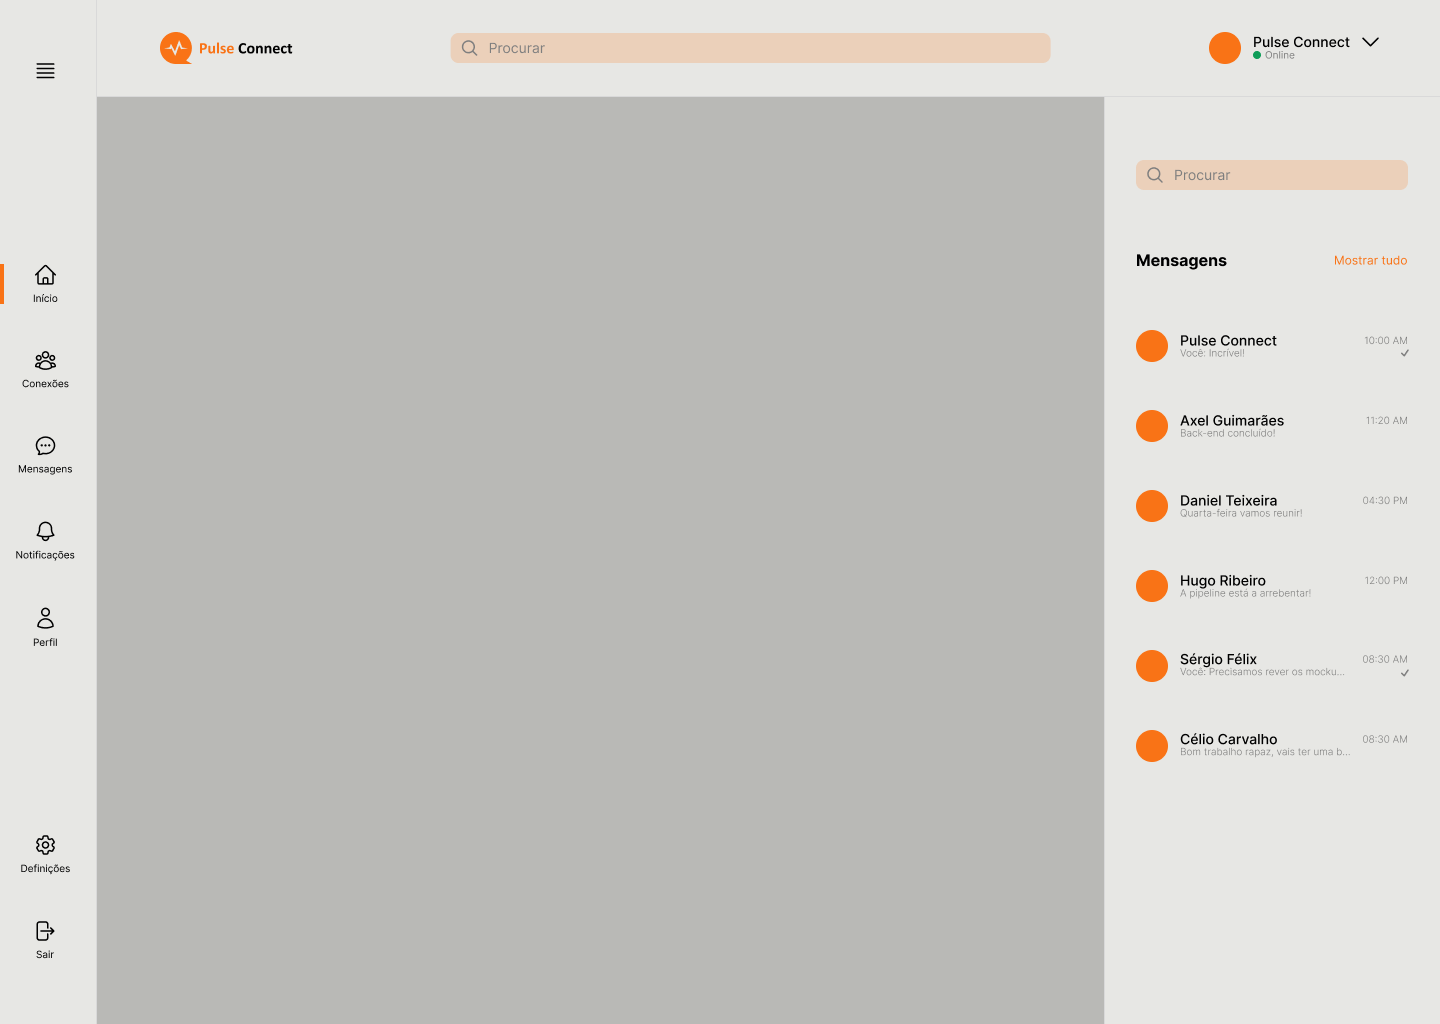 Pulse Connect
Procurar
Pulse Connect
Online
Início
Conexões
Mensagens
Notificações
Perfil
Definições
Sair
Procurar
Mensagens
Mostrar tudo
Pulse Connect
10:00 AM
Você: Incrível!
Axel Guimarães
11:20 AM
Back-end concluído!
Daniel Teixeira
04:30 PM
Quarta-feira vamos reunir!
Hugo Ribeiro
12:00 PM
A pipeline está a arrebentar!
Sérgio Félix
08:30 AM
Você: Precisamos rever os mocku...
Célio Carvalho
08:30 AM
Bom trabalho rapaz, vais ter uma b...